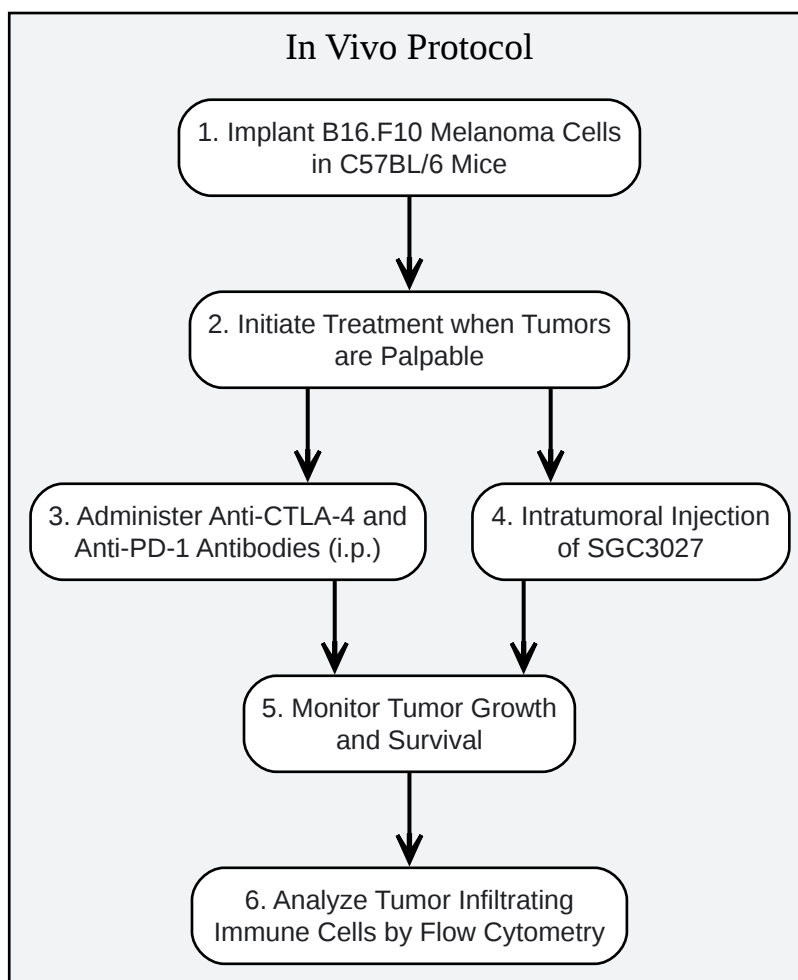 In Vivo Protocol
1. Implant B16.F10 Melanoma Cells
in C57BL/6 Mice
2. Initiate Treatment when Tumors
are Palpable
3. Administer Anti-CTLA-4 and
Anti-PD-1 Antibodies (i.p.)
4. Intratumoral Injection
of SGC3027
5. Monitor Tumor Growth
and Survival
6. Analyze Tumor Infiltrating
Immune Cells by Flow Cytometry